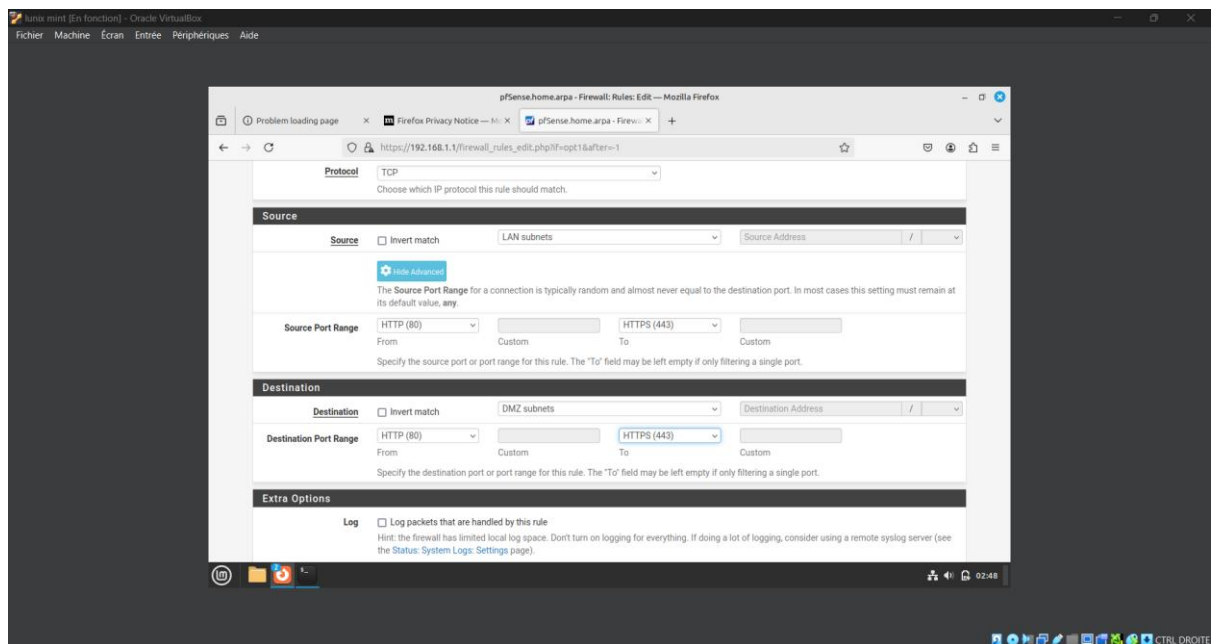 lunix mint [En fonction] - Oracle VirtualBox
Fichier Machine Écran Entrée Périphériques Aide
pfSense.home.arpa - Firewall: Rules: Edit — Mozilla Firefox
Problem loading page Firefox Privacy Notice — Mo pfSense.home.arpa - Firewal
https://192.168.1.1/firewall_rules_edit.php?if=opt1&after=-1
Protocol TCP
Choose which IP protocol this rule should match.
Source
Source Invert match LAN subnets Source Address /
Hide Advanced
The Source Port Range for a connection is typically random and almost never equal to the destination port. In most cases this setting must remain at
its default value, any.
Source Port Range HTTP (80) HTTPS (443)
From Custom To Custom
Specify the source port or port range for this rule. The "To" field may be left empty if only filtering a single port.
Destination
Destination Invert match DMZ subnets Destination Address /
Destination Port Range HTTP (80) HTTPS (443)
From Custom To Custom
Specify the destination port or port range for this rule. The "To" field may be left empty if only filtering a single port.
Extra Options
Log Log packets that are handled by this rule
Hint: the firewall has limited local log space. Don't turn on logging for everything. If doing a lot of logging, consider using a remote syslog server (see
the Status: System Logs: Settings page).
02:48
CTRL DROITE